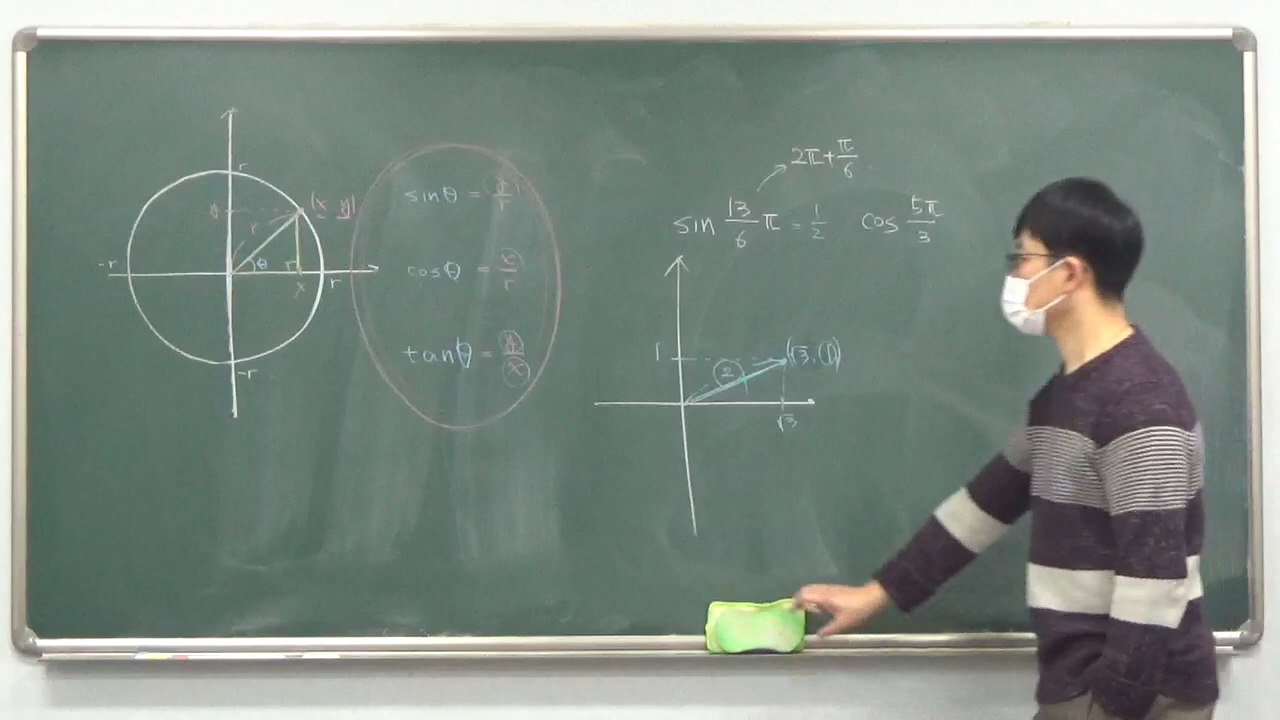 r
y
(x, y)
r
-r
θ
x
r
-r
sinθ = y/r
cosθ = x/r
tanθ = y/x
2π + π/6
sin 13/6 π = 1/2
cos 5π/3
1
2
(√3, 1)
√3